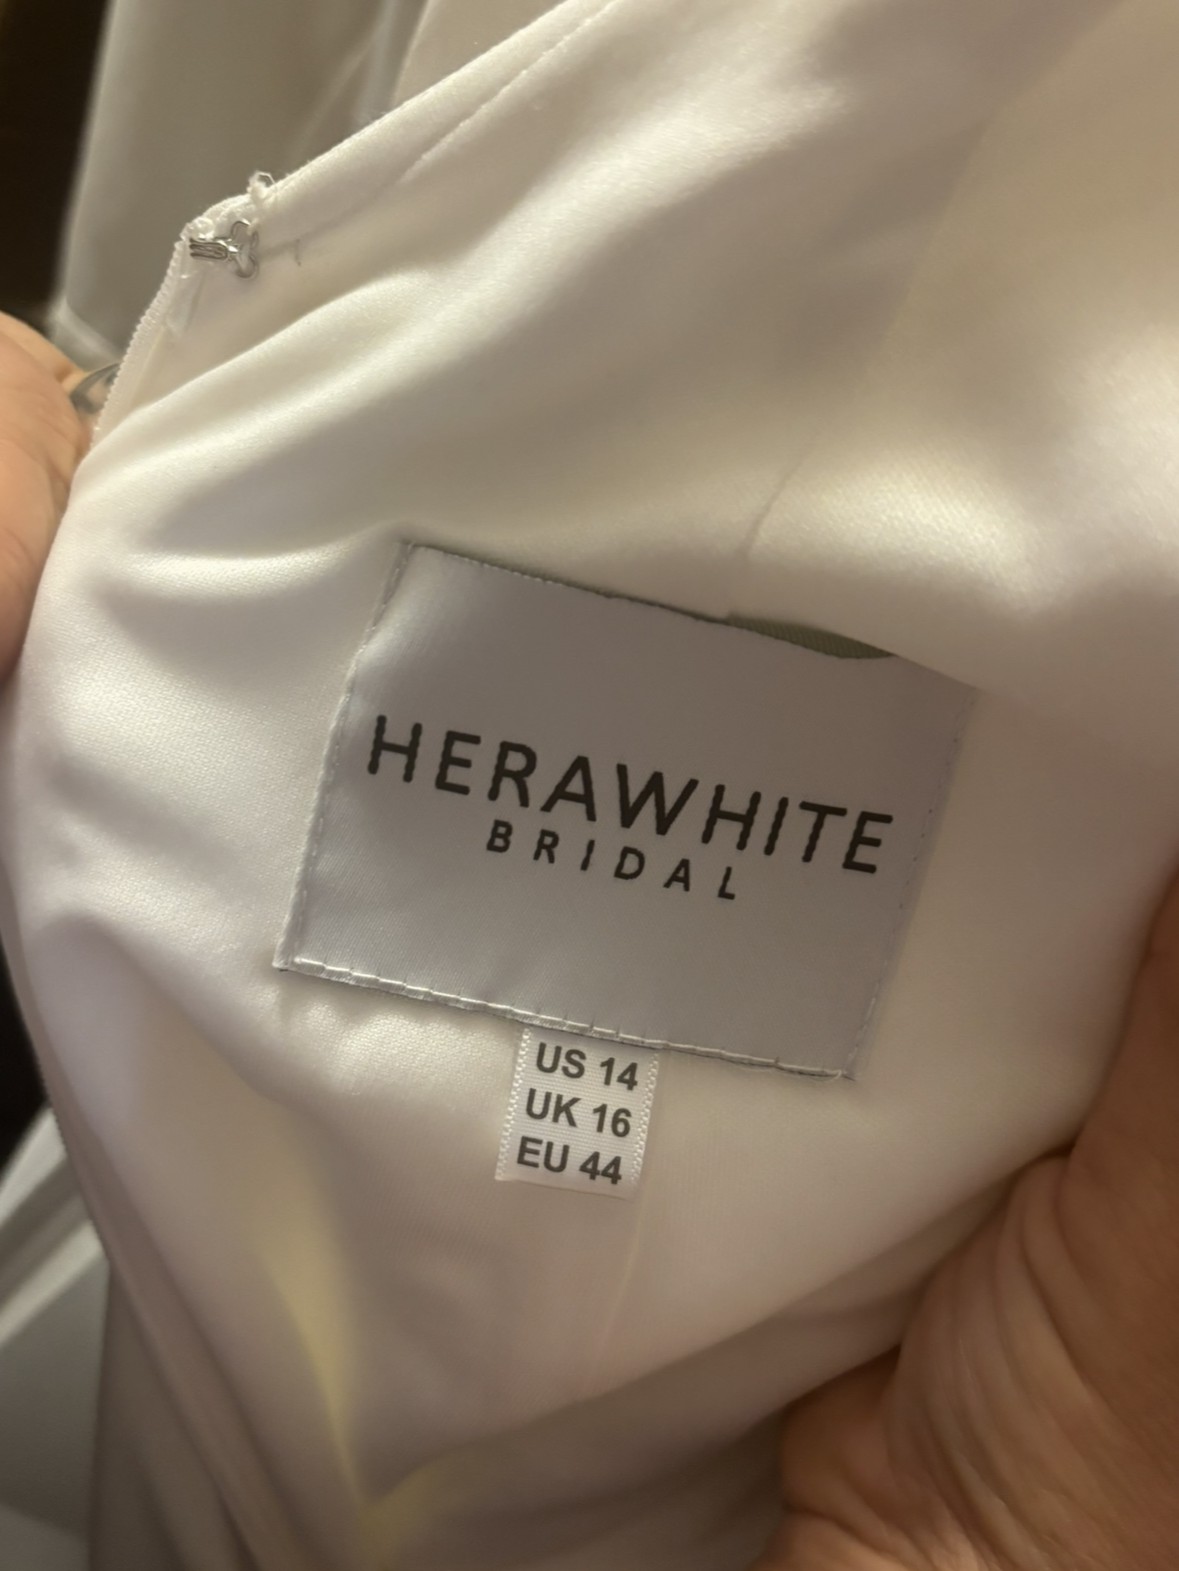 HERAWHITE
BRIDAL
US 14
UK 16
EU 44